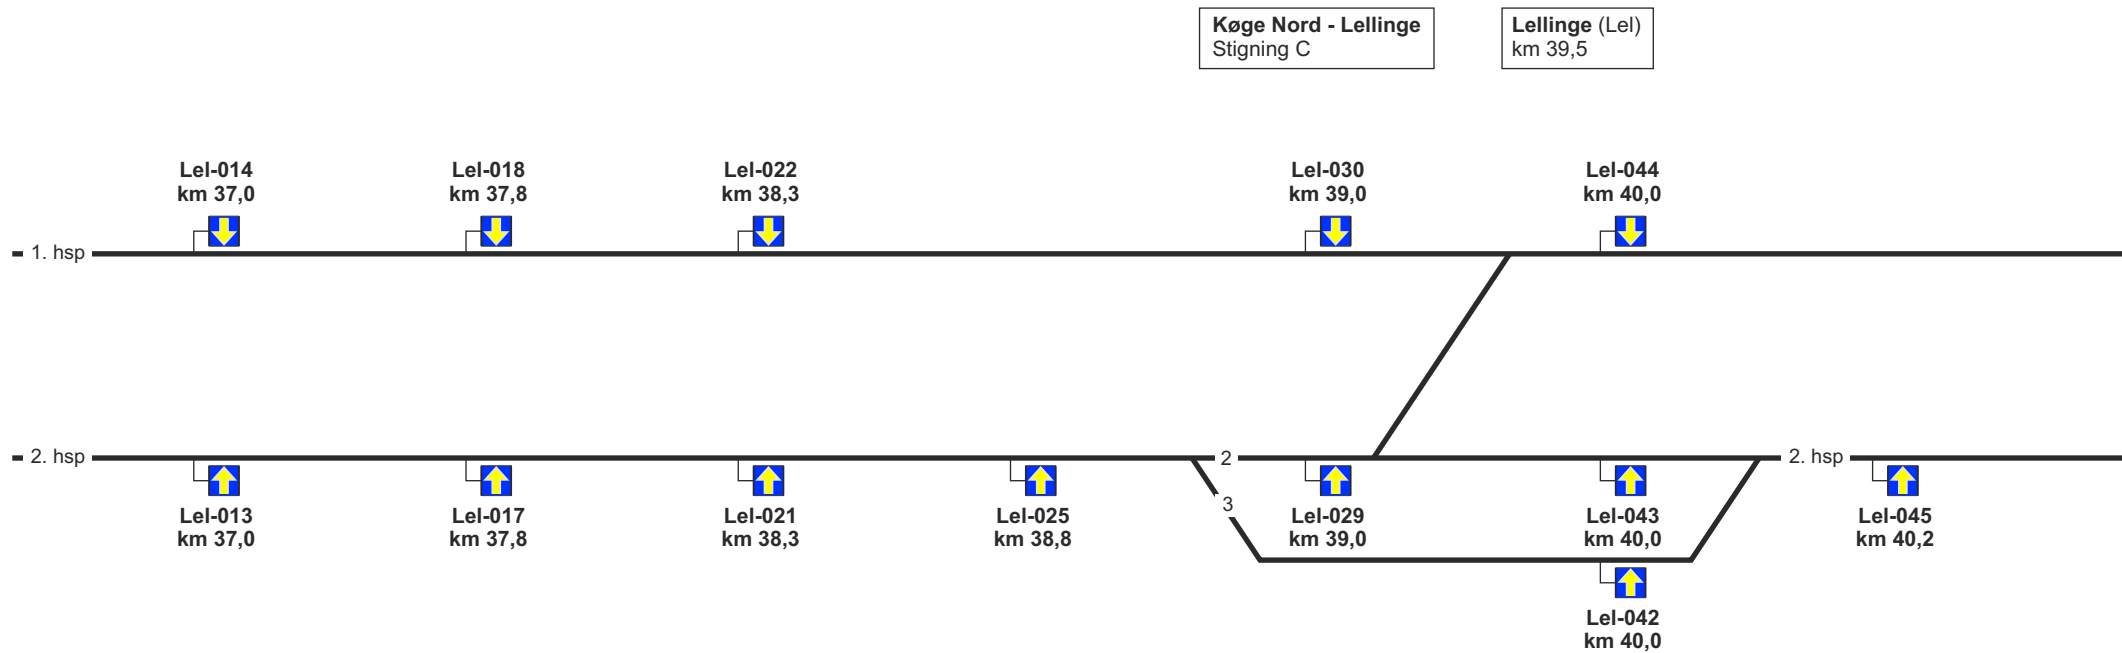 Køge Nord - Lellinge
Stigning C
Lellinge (Lel)
km 39,5
Lel-014
km 37,0
Lel-018
km 37,8
Lel-022
km 38,3
Lel-030
km 39,0
Lel-044
km 40,0
1. hsp
2. hsp
2
2. hsp
3
Lel-013
km 37,0
Lel-017
km 37,8
Lel-021
km 38,3
Lel-025
km 38,8
Lel-029
km 39,0
Lel-043
km 40,0
Lel-045
km 40,2
Lel-042
km 40,0